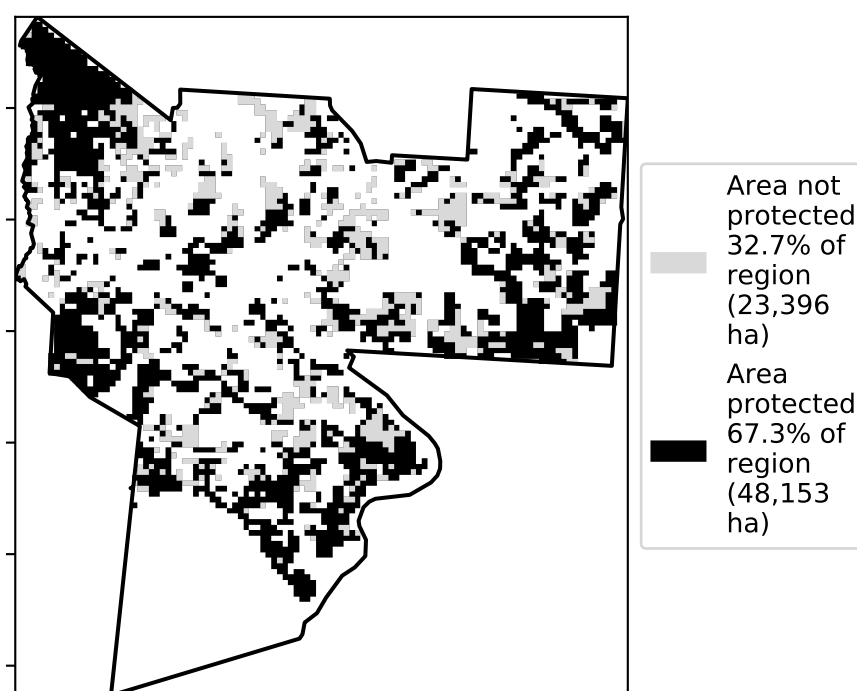 Area not
protected
32.7% of
region
(23,396
ha)
Area
protected
67.3% of
region
(48,153
ha)